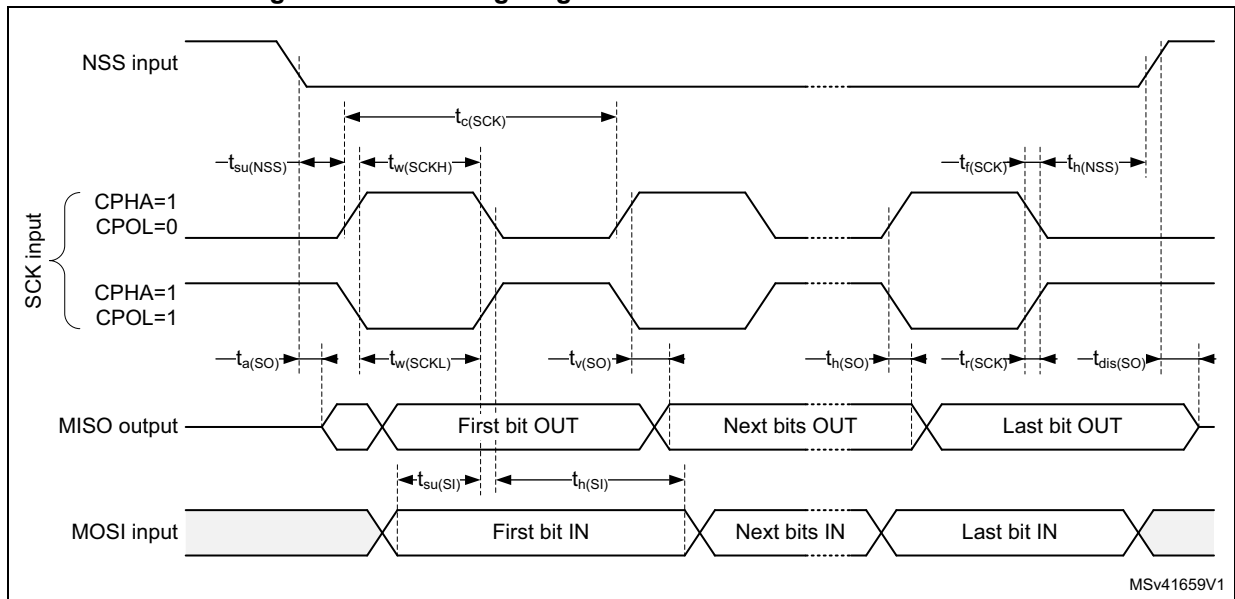 NSS input
tc(SCK)
tsu(NSS) tw(SCKH) tf(SCK) th(NSS)
SCK input
CPHA=1
CPOL=0
CPHA=1
CPOL=1
ta(SO) tw(SCKL) tv(SO) th(SO) tr(SCK) tdis(SO)
MISO output First bit OUT Next bits OUT Last bit OUT
tsu(SI) th(SI)
MOSI input First bit IN Next bits IN Last bit IN
MSv41659V1